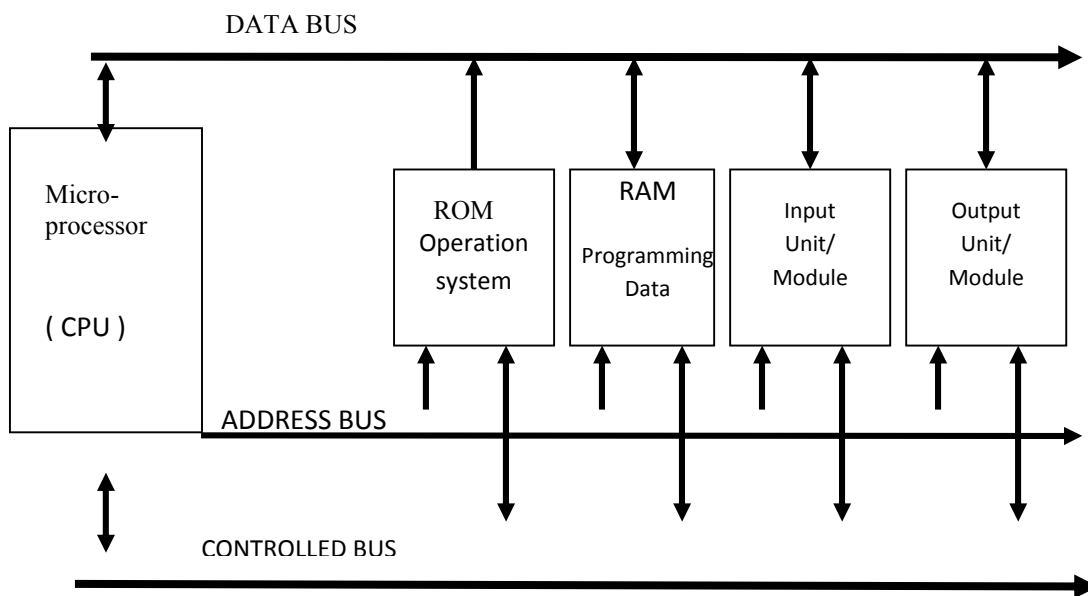 DATA BUS
Micro-
processor
( CPU )
ROM
Operation
system
RAM
Programming
Data
Input
Unit/
Module
Output
Unit/
Module
ADDRESS BUS
CONTROLLED BUS